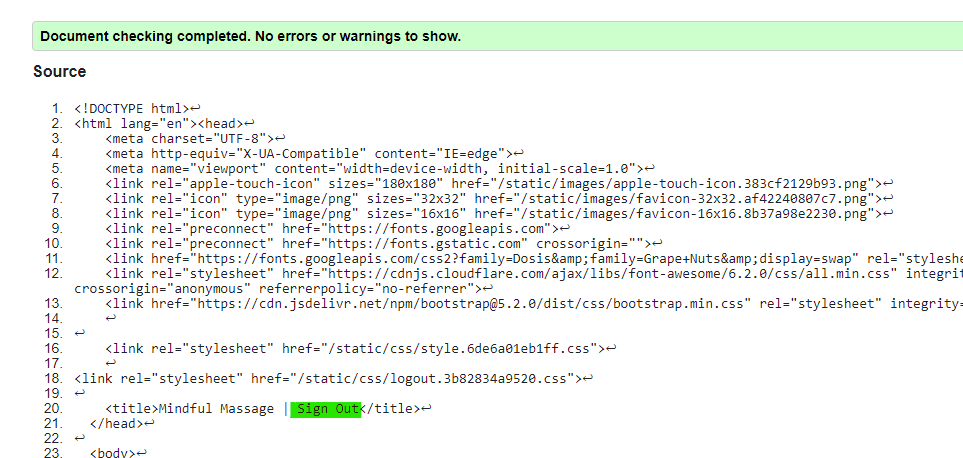 Document checking completed. No errors or warnings to show.
Source
1. <!DOCTYPE html>↩
2. <html lang="en"><head>↩
3. <meta charset="UTF-8">↩
4. <meta http-equiv="X-UA-Compatible" content="IE=edge">↩
5. <meta name="viewport" content="width=device-width, initial-scale=1.0">↩
6. <link rel="apple-touch-icon" sizes="180x180" href="/static/images/apple-touch-icon.383cf2129b93.png">↩
7. <link rel="icon" type="image/png" sizes="32x32" href="/static/images/favicon-32x32.af42240807c7.png">↩
8. <link rel="icon" type="image/png" sizes="16x16" href="/static/images/favicon-16x16.8b37a98e2230.png">↩
9. <link rel="preconnect" href="https://fonts.googleapis.com">↩
10. <link rel="preconnect" href="https://fonts.gstatic.com" crossorigin="">↩
11. <link href="https://fonts.googleapis.com/css2?family=Dosis&amp;family=Grape+Nuts&amp;display=swap" rel="styleshe
12. <link rel="stylesheet" href="https://cdnjs.cloudflare.com/ajax/libs/font-awesome/6.2.0/css/all.min.css" integrit
crossorigin="anonymous" referrerpolicy="no-referrer">↩
13. <link href="https://cdn.jsdelivr.net/npm/bootstrap@5.2.0/dist/css/bootstrap.min.css" rel="stylesheet" integrity=
14. ↩
15. ↩
16. <link rel="stylesheet" href="/static/css/style.6de6a01eb1ff.css">↩
17. ↩
18. <link rel="stylesheet" href="/static/css/logout.3b82834a9520.css">↩
19. ↩
20. <title>Mindful Massage | Sign Out</title>↩
21. </head>↩
22. ↩
23. <body>↩